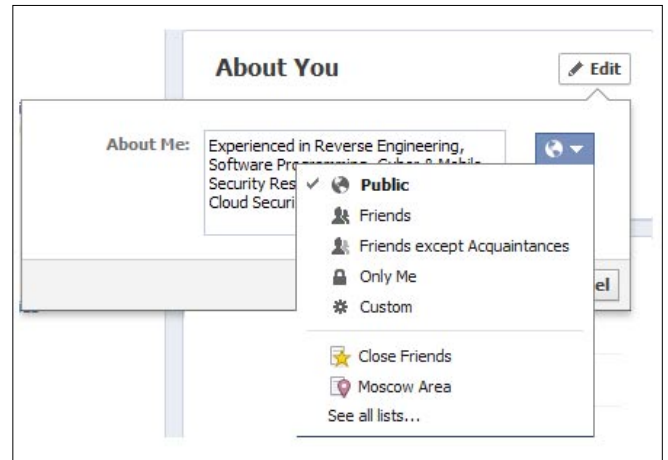 About You
Edit
About Me:
Experienced in Reverse Engineering,
Software Programming, Cyber & Mobile
Security Res
Cloud Securi
Public
Friends
Friends except Acquaintances
Only Me
el
Custom
Close Friends
Moscow Area
See all lists...